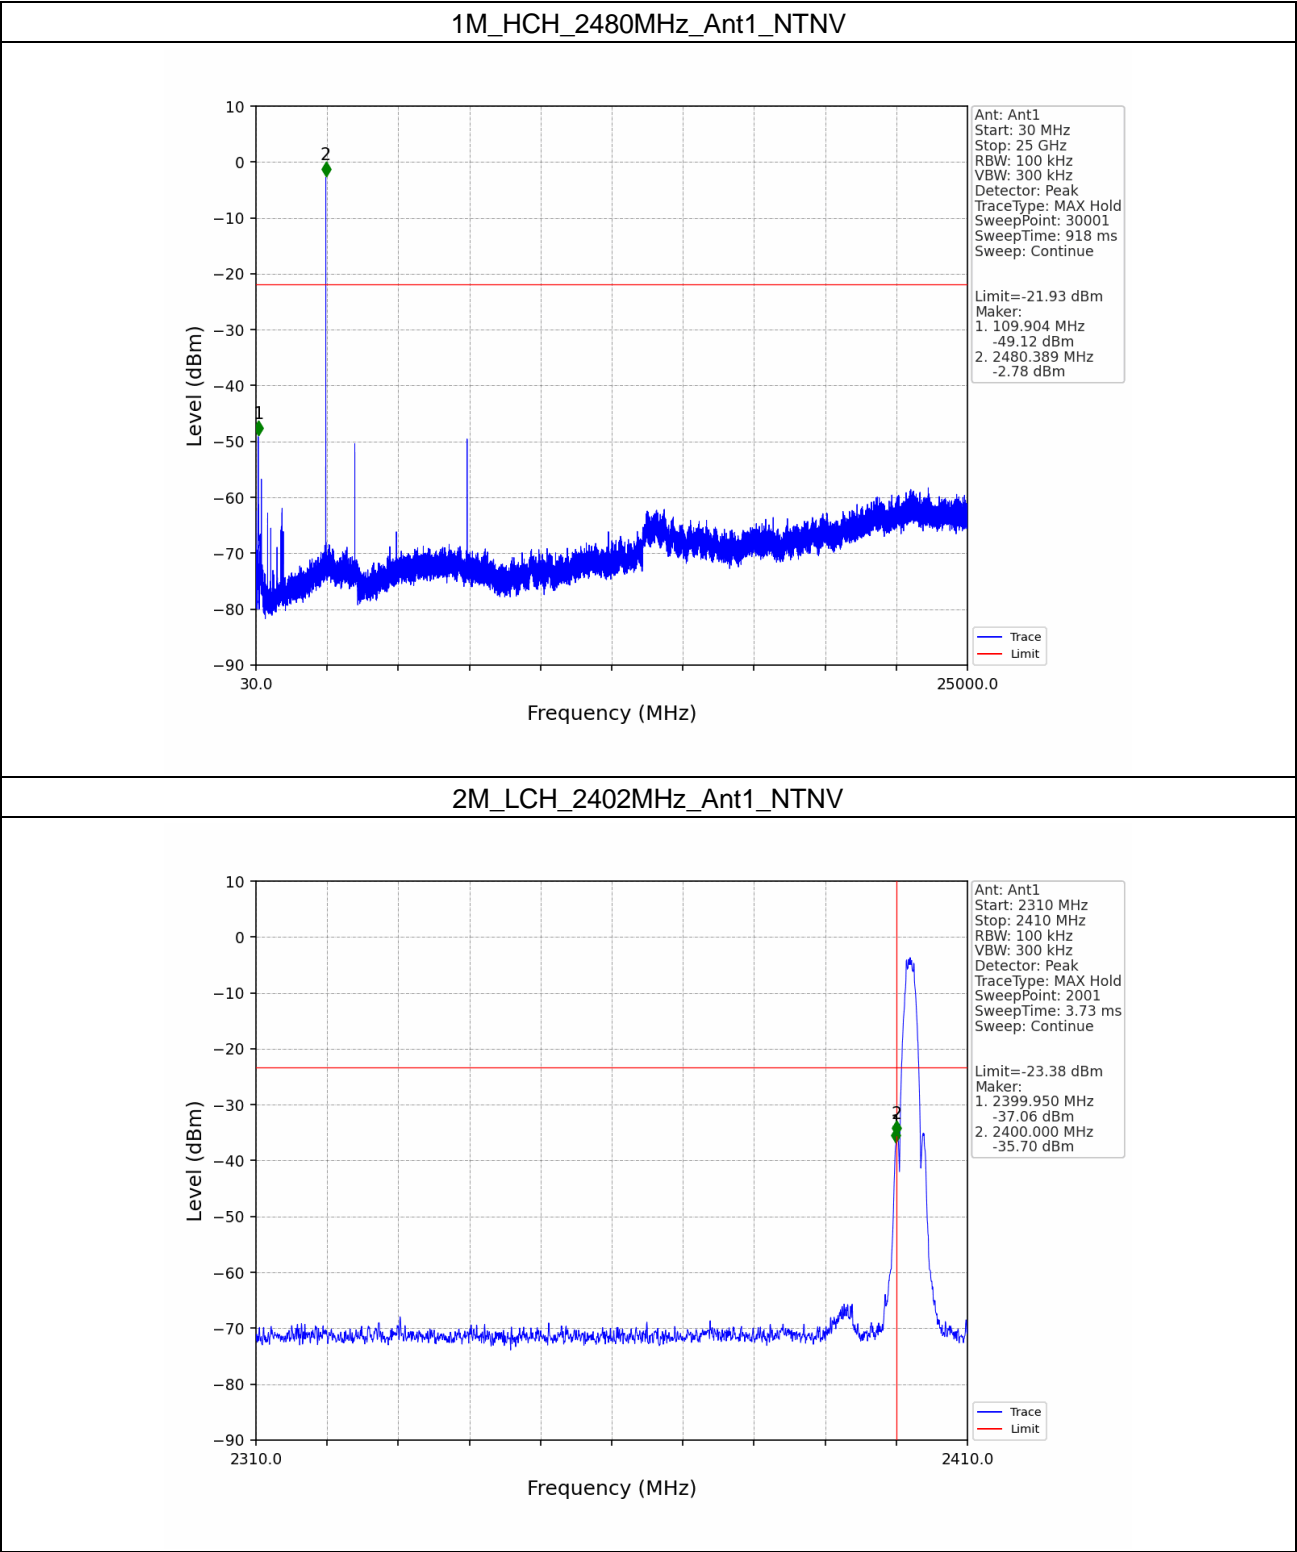 1M_HCH_2480MHz_Ant1_NTNV
10
0
−10
−20
−30
−40
−50
−60
−70
−80
−90
Level (dBm)
2
1
30.0
25000.0
Frequency (MHz)
Ant: Ant1
Start: 30 MHz
Stop: 25 GHz
RBW: 100 kHz
VBW: 300 kHz
Detector: Peak
TraceType: MAX Hold
SweepPoint: 30001
SweepTime: 918 ms
Sweep: Continue
Limit=-21.93 dBm
Maker:
1. 109.904 MHz
-49.12 dBm
2. 2480.389 MHz
-2.78 dBm
Trace
Limit
2M_LCH_2402MHz_Ant1_NTNV
10
0
−10
−20
−30
−40
−50
−60
−70
−80
−90
Level (dBm)
2
2310.0
2410.0
Frequency (MHz)
Ant: Ant1
Start: 2310 MHz
Stop: 2410 MHz
RBW: 100 kHz
VBW: 300 kHz
Detector: Peak
TraceType: MAX Hold
SweepPoint: 2001
SweepTime: 3.73 ms
Sweep: Continue
Limit=-23.38 dBm
Maker:
1. 2399.950 MHz
-37.06 dBm
2. 2400.000 MHz
-35.70 dBm
Trace
Limit